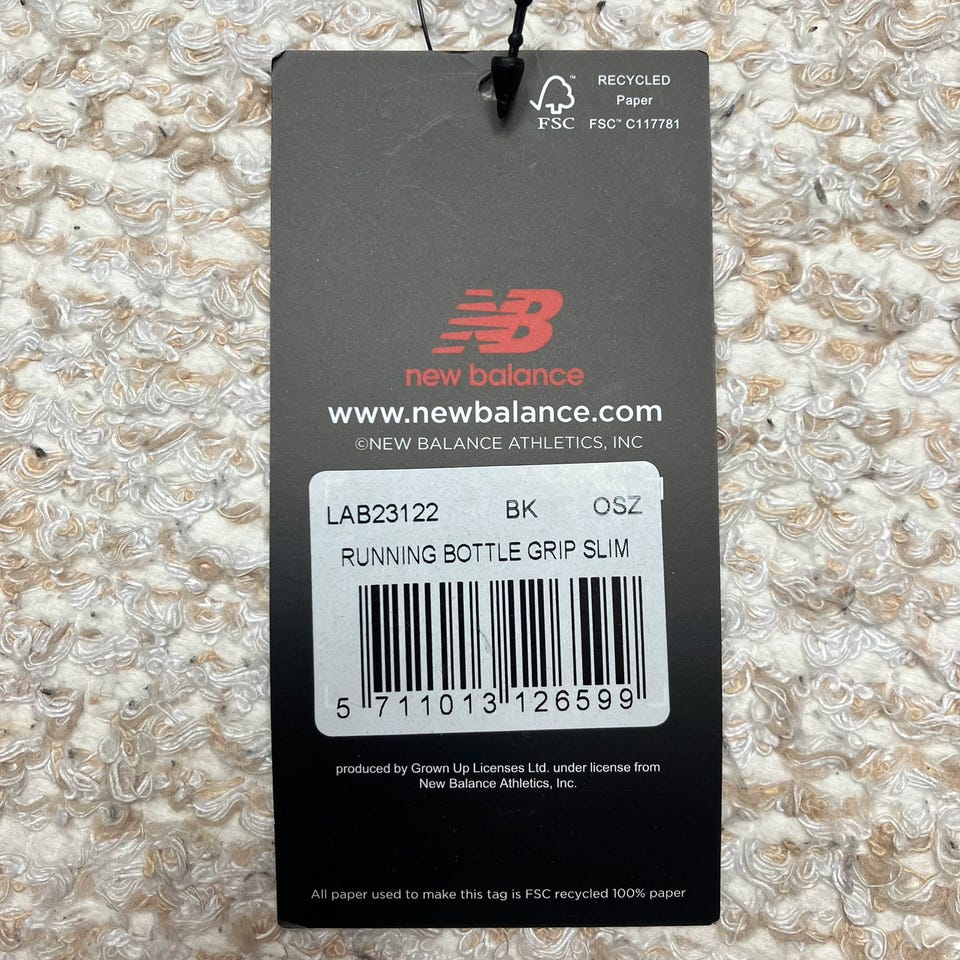 FSC™
RECYCLED
Paper
FSC™ C117781
NB
new balance
www.newbalance.com
©NEW BALANCE ATHLETICS, INC
LAB23122 BK OSZ
RUNNING BOTTLE GRIP SLIM
5 711013 126599
produced by Grown Up Licenses Ltd. under license from
New Balance Athletics, Inc.
All paper used to make this tag is FSC recycled 100% paper